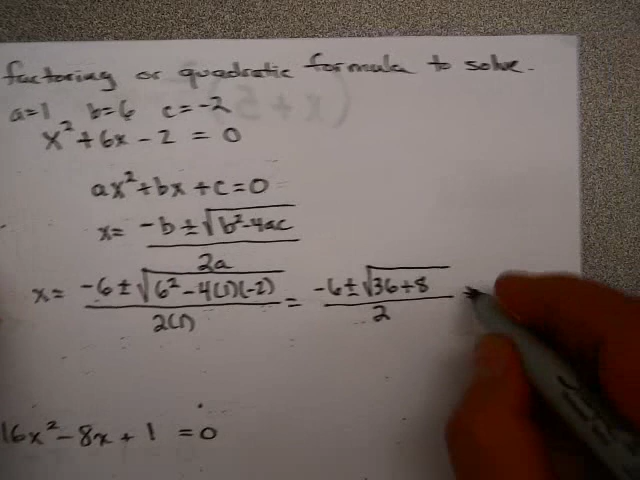 factoring or quadratic formula to solve.
a=1 b=6 c=-2
x² + 6x - 2 = 0
ax² + bx + c = 0
x = (-b ± √(b² - 4ac)) / 2a
x = (-6 ± √(6² - 4(1)(-2))) / 2(1) = (-6 ± √(36 + 8)) / 2 =
16x² - 8x + 1 = 0